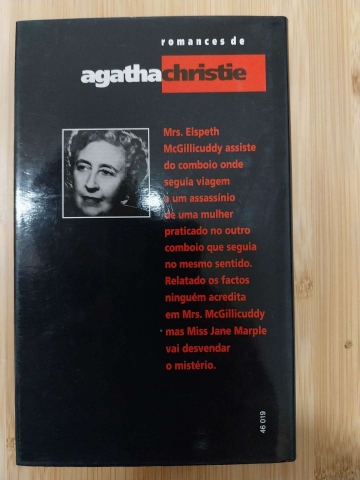 romances de
agathachristie
Mrs. Elspeth
McGillicuddy assiste
do comboio onde
seguia viagem
a um assassínio
de uma mulher
praticado no outro
comboio que seguia
no mesmo sentido.
Relatado os factos
ninguém acredita
em Mrs. McGillicuddy
mas Miss Jane Marple
vai desvendar
o mistério.
46 019